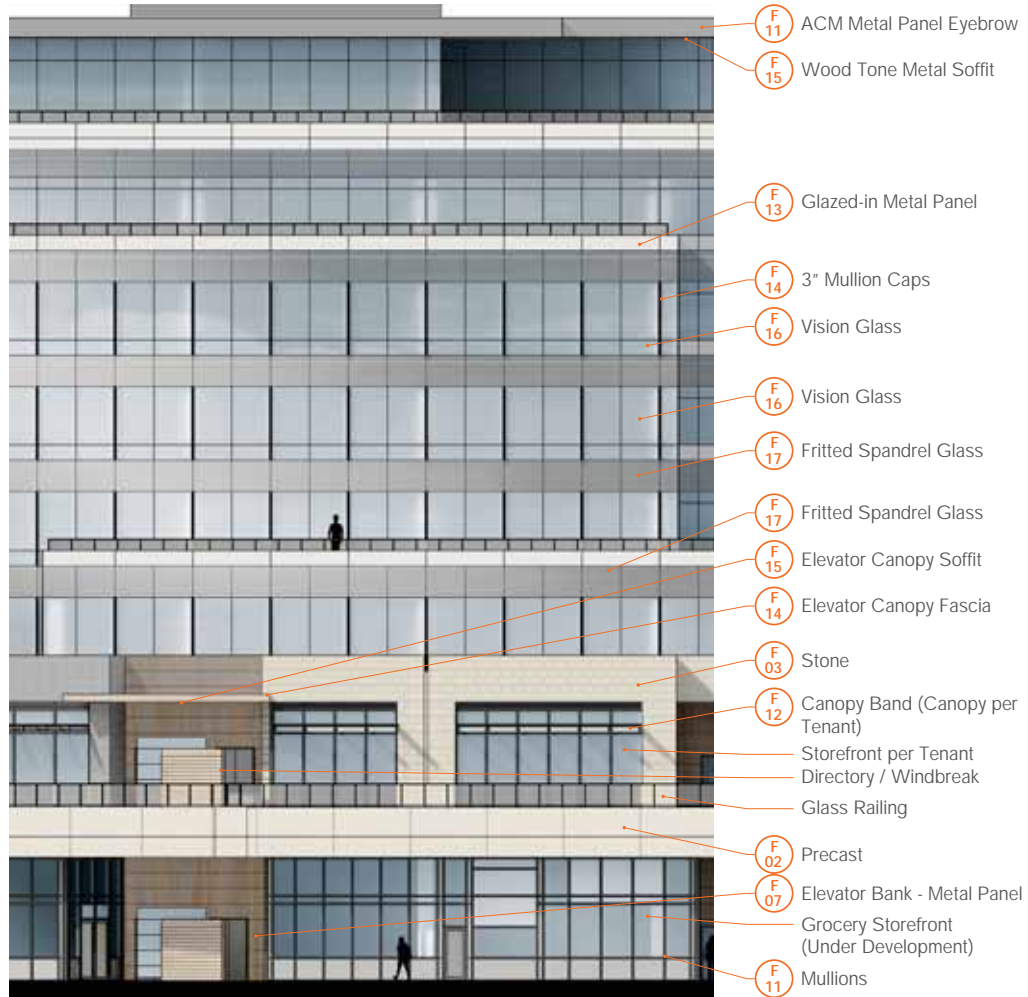 F
11
ACM Metal Panel Eyebrow
F
15
Wood Tone Metal Soffit
F
13
Glazed-in Metal Panel
F
14
3" Mullion Caps
F
16
Vision Glass
F
16
Vision Glass
F
17
Fritted Spandrel Glass
F
17
Fritted Spandrel Glass
F
15
Elevator Canopy Soffit
F
14
Elevator Canopy Fascia
F
03
Stone
F
12
Canopy Band (Canopy per
Tenant)
Storefront per Tenant
Directory / Windbreak
Glass Railing
F
02
Precast
F
07
Elevator Bank - Metal Panel
Grocery Storefront
(Under Development)
F
11
Mullions